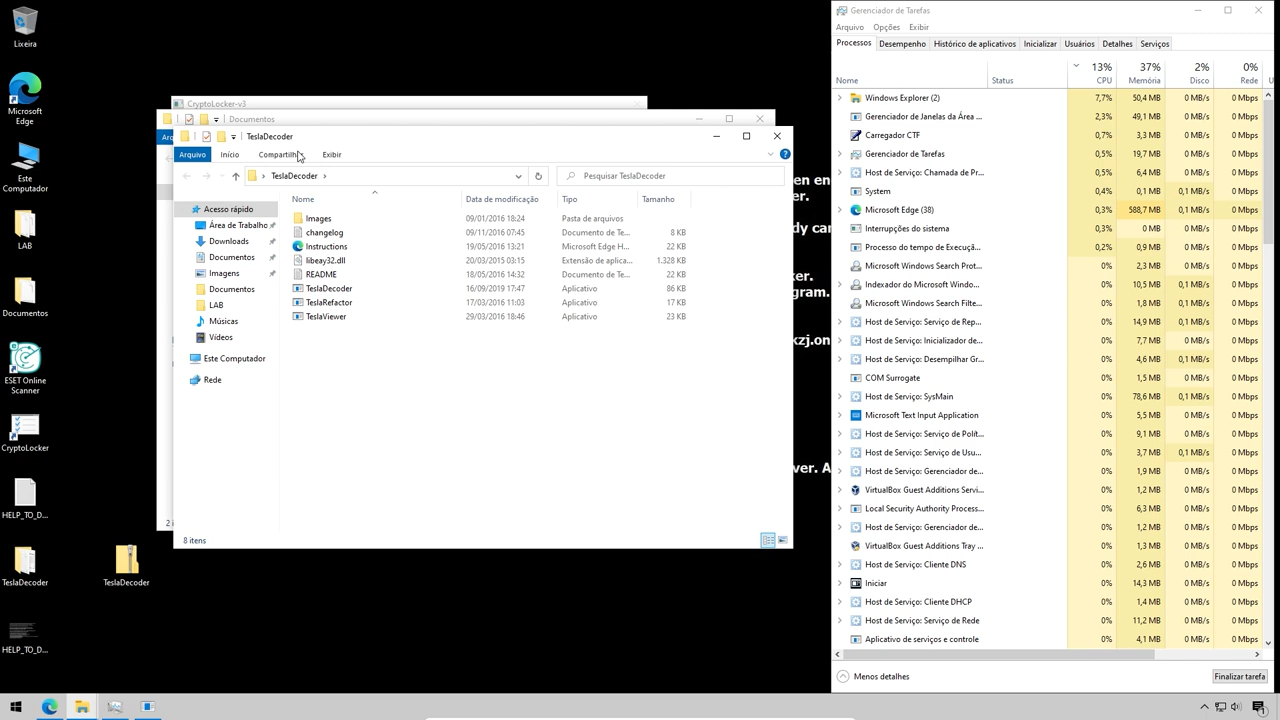 Lixeira
Microsoft
Edge
Este
Computador
LAB
Documentos
ESET Online
Scanner
CryptoLocker
HELP_TO_D...
TeslaDecoder
TeslaDecoder
HELP_TO_D...
CryptoLocker-v3
Documentos
TeslaDecoder
Arquivo
Início
Compartilh
Exibir
TeslaDecoder
Pesquisar TeslaDecoder
Acesso rápido
Área de Trabalho
Downloads
Documentos
Imagens
Documentos
LAB
Músicas
Vídeos
Este Computador
Rede
Nome Data de modificação Tipo Tamanho
Images 09/01/2016 18:24 Pasta de arquivos
changelog 09/11/2016 07:45 Documento de Te... 8 KB
Instructions 19/05/2016 13:21 Microsoft Edge H... 22 KB
libeay32.dll 20/03/2015 03:15 Extensão de aplica... 1.328 KB
README 18/05/2016 14:32 Documento de Te... 22 KB
TeslaDecoder 16/09/2019 17:47 Aplicativo 86 KB
TeslaRefactor 17/03/2016 11:03 Aplicativo 17 KB
TeslaViewer 29/03/2016 18:46 Aplicativo 23 KB
8 itens
en en
er.
dy can
ker.
gram.
kzj.on
ver. A
Gerenciador de Tarefas
Arquivo Opções Exibir
Processos Desempenho Histórico de aplicativos Inicializar Usuários Detalhes Serviços
13% 37% 2% 0%
Nome Status CPU Memória Disco Rede
Windows Explorer (2) 7,7% 50,4 MB 0 MB/s 0 Mbps
Gerenciador de Janelas da Área ... 2,3% 49,1 MB 0 MB/s 0 Mbps
Carregador CTF 0,7% 3,3 MB 0 MB/s 0 Mbps
Gerenciador de Tarefas 0,5% 19,7 MB 0 MB/s 0 Mbps
Host de Serviço: Chamada de Pr... 0,5% 6,4 MB 0 MB/s 0 Mbps
System 0,4% 0,1 MB 0,1 MB/s 0 Mbps
Microsoft Edge (38) 0,3% 588,7 MB 0,1 MB/s 0 Mbps
Interrupções do sistema 0,3% 0 MB 0 MB/s 0 Mbps
Processo do tempo de Execuçã... 0,2% 0,9 MB 0 MB/s 0 Mbps
Microsoft Windows Search Prot... 0% 1,8 MB 0 MB/s 0 Mbps
Indexador do Microsoft Windo... 0% 10,5 MB 0,1 MB/s 0 Mbps
Microsoft Windows Search Filte... 0% 1,8 MB 0 MB/s 0 Mbps
Host de Serviço: Serviço de Rep... 0% 14,9 MB 0,1 MB/s 0 Mbps
Host de Serviço: Inicializador de... 0% 7,7 MB 0 MB/s 0 Mbps
Host de Serviço: Desempilhar Gr... 0% 4,6 MB 0,1 MB/s 0 Mbps
COM Surrogate 0% 1,5 MB 0 MB/s 0 Mbps
Host de Serviço: SysMain 0% 78,6 MB 0,1 MB/s 0 Mbps
Microsoft Text Input Application 0% 5,5 MB 0 MB/s 0 Mbps
Host de Serviço: Serviço de Polít... 0% 9,1 MB 0 MB/s 0 Mbps
Host de Serviço: Serviço de Usu... 0% 3,7 MB 0,1 MB/s 0 Mbps
Host de Serviço: Gerenciador de... 0% 1,9 MB 0 MB/s 0 Mbps
VirtualBox Guest Additions Servi... 0% 1,7 MB 0 MB/s 0 Mbps
Local Security Authority Process... 0% 6,3 MB 0 MB/s 0 Mbps
Host de Serviço: Gerenciador de... 0% 1,2 MB 0 MB/s 0 Mbps
VirtualBox Guest Additions Tray ... 0% 1,3 MB 0 MB/s 0 Mbps
Host de Serviço: Cliente DNS 0% 2,6 MB 0 MB/s 0 Mbps
Iniciar 0% 14,3 MB 0 MB/s 0 Mbps
Host de Serviço: Cliente DHCP 0% 1,4 MB 0 MB/s 0 Mbps
Host de Serviço: Serviço de Rede 0% 11,2 MB 0 MB/s 0 Mbps
Aplicativo de serviços e controle 0% 4,1 MB 0 MB/s 0 Mbps
Menos detalhes
Finalizar tarefa